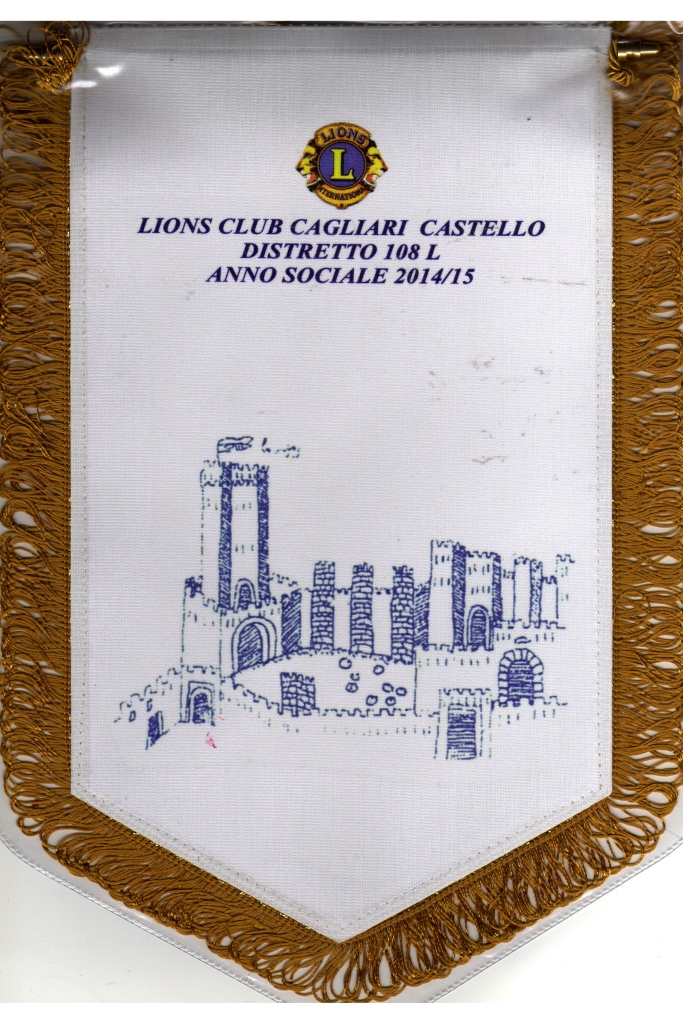 LIONS
L
INTERNATIONAL
LIONS CLUB CAGLIARI CASTELLO
DISTRETTO 108 L
ANNO SOCIALE 2014/15